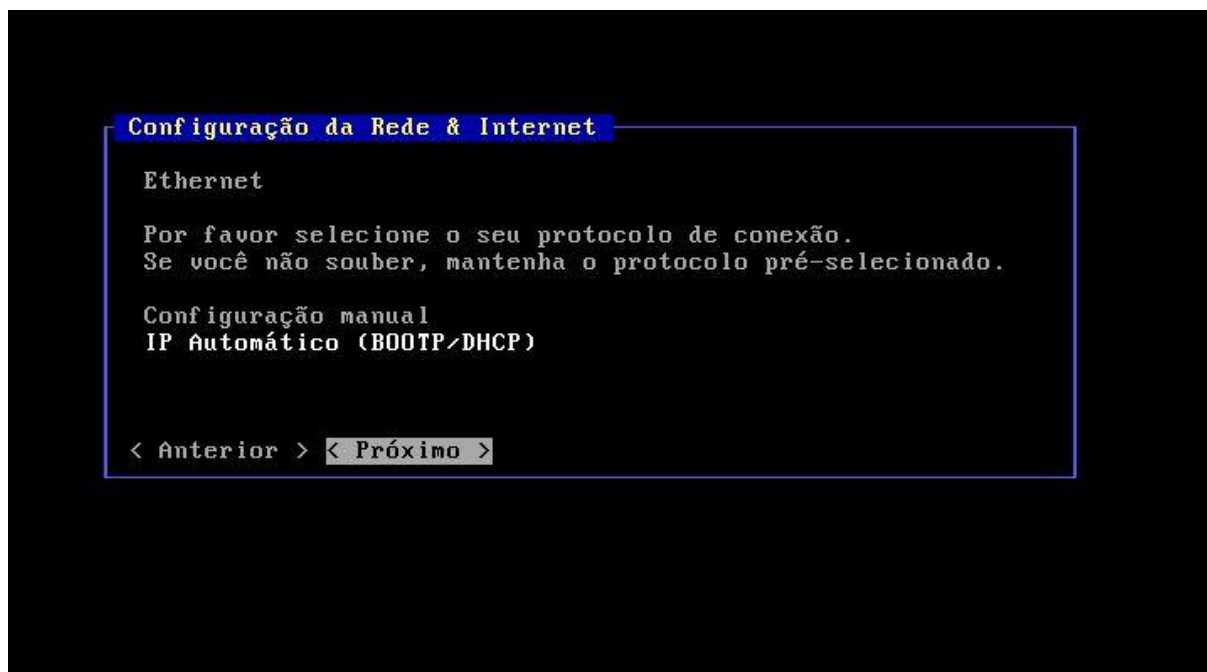 Configuração da Rede & Internet
Ethernet
Por favor selecione o seu protocolo de conexão.
Se você não souber, mantenha o protocolo pré-selecionado.
Configuração manual
IP Automático (BOOTP/DHCP)
< Anterior > < Próximo >